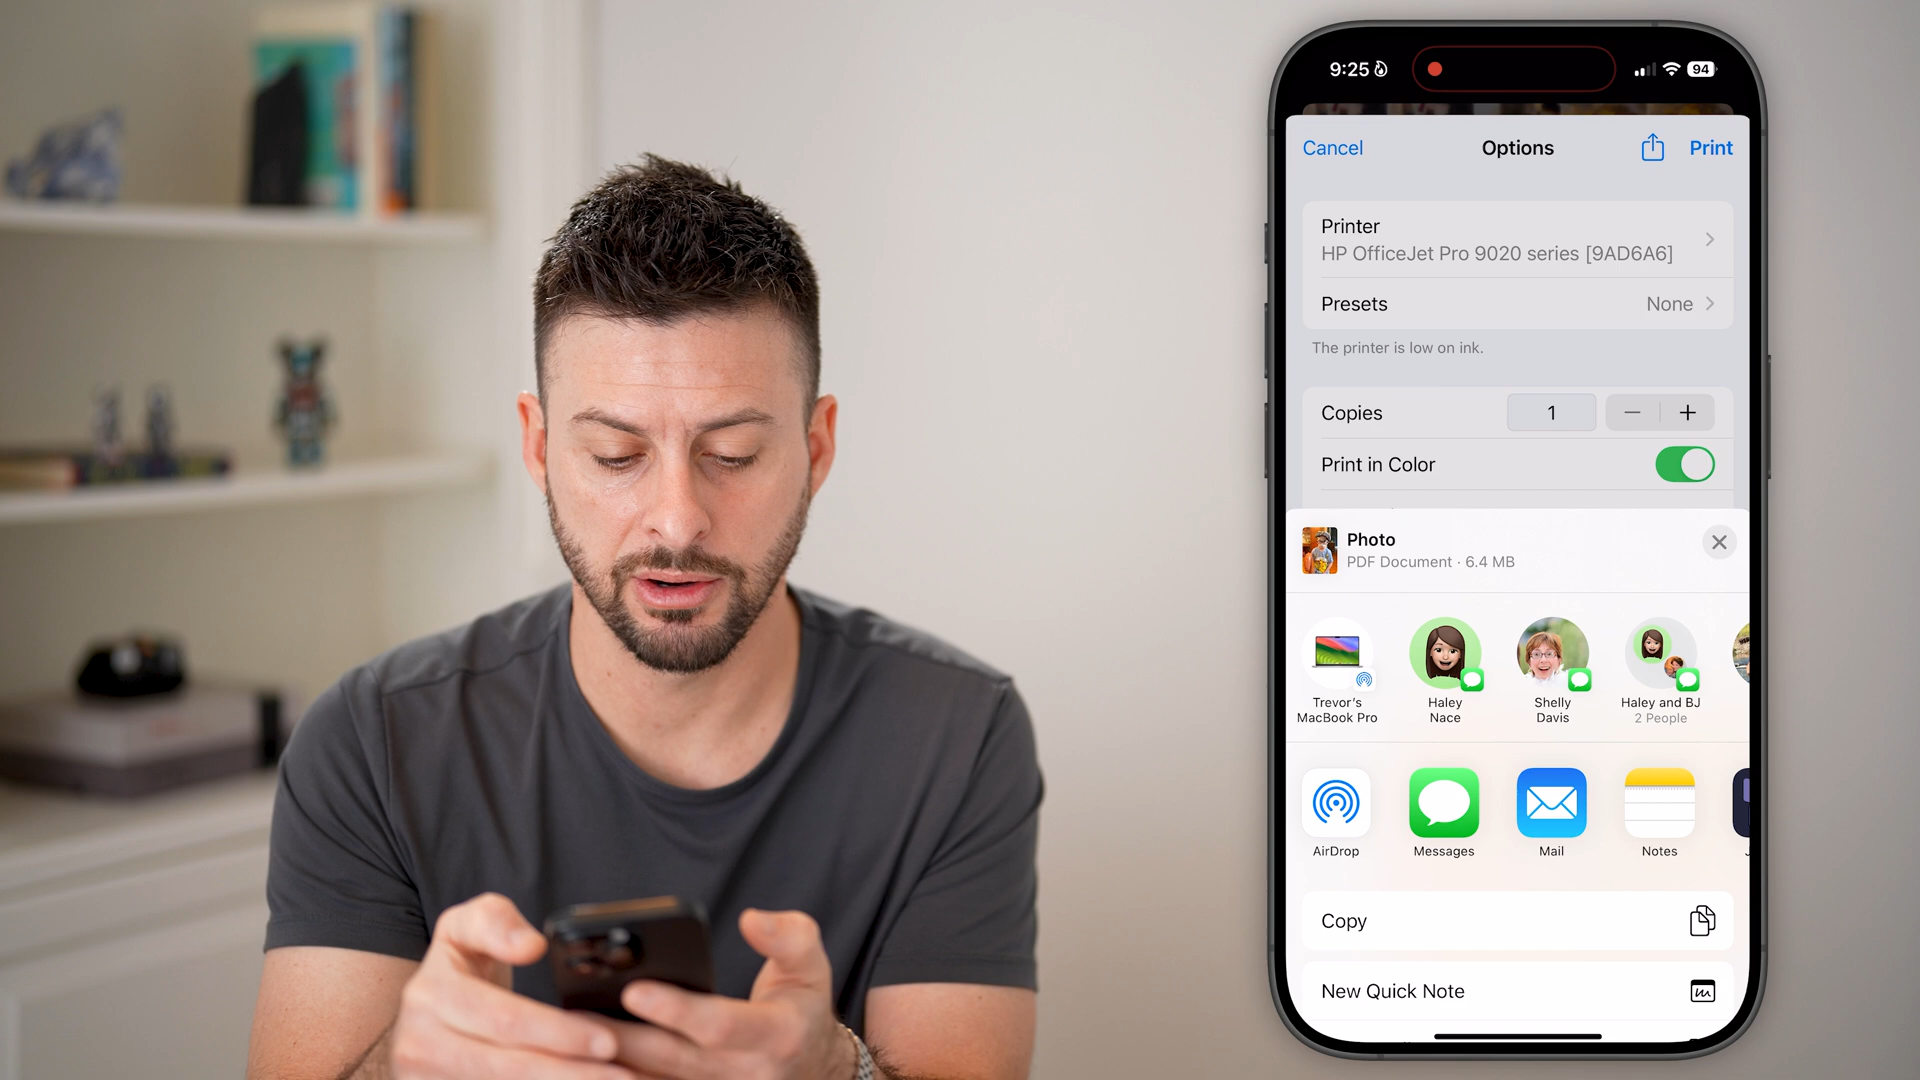 9:25
94
Cancel
Options
Print
Printer
HP OfficeJet Pro 9020 series [9AD6A6]
Presets
None
The printer is low on ink.
Copies
1
Print in Color
Photo
PDF Document · 6.4 MB
Trevor's
MacBook Pro
Haley
Nace
Shelly
Davis
Haley and BJ
2 People
AirDrop
Messages
Mail
Notes
Copy
New Quick Note